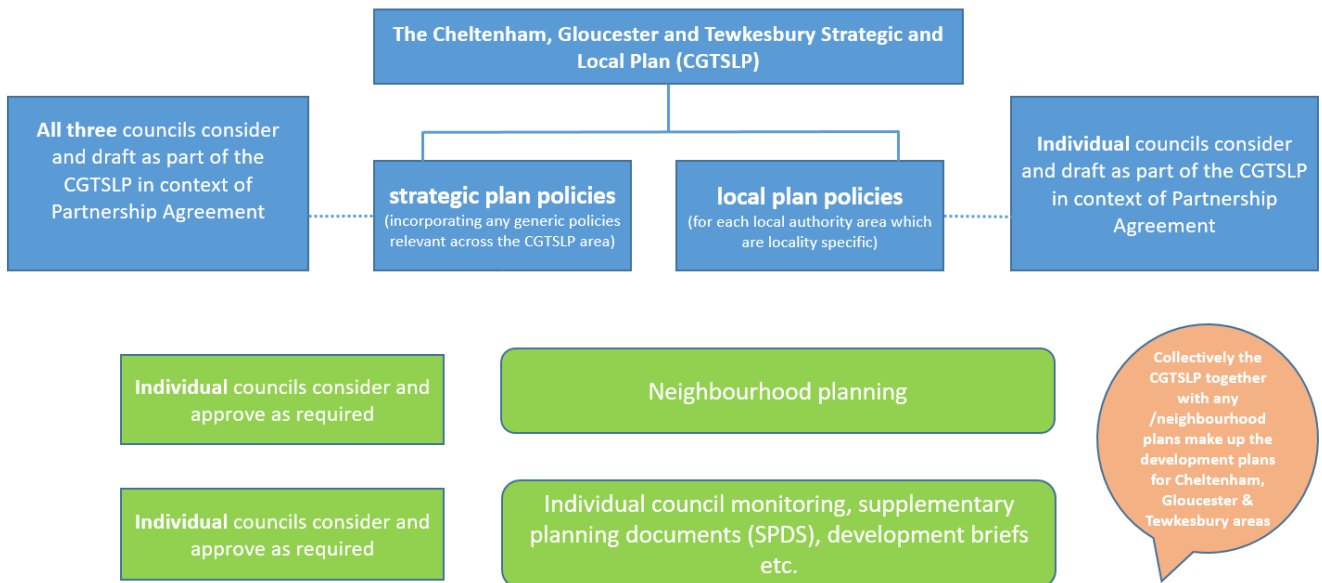 The Cheltenham, Gloucester and Tewkesbury Strategic and
Local Plan (CGTSLP)
All three councils consider
and draft as part of the
CGTSLP in context of
Partnership Agreement
strategic plan policies
(incorporating any generic policies
relevant across the CGTSLP area)
local plan policies
(for each local authority area which
are locality specific)
Individual councils consider
and draft as part of the CGTSLP
in context of Partnership
Agreement
Individual councils consider and
approve as required
Neighbourhood planning
Collectively the
CGTSLP together
with any
/neighbourhood
plans make up the
development plans
for Cheltenham,
Gloucester &
Tewkesbury areas
Individual councils consider and
approve as required
Individual council monitoring, supplementary
planning documents (SPDS), development briefs
etc.